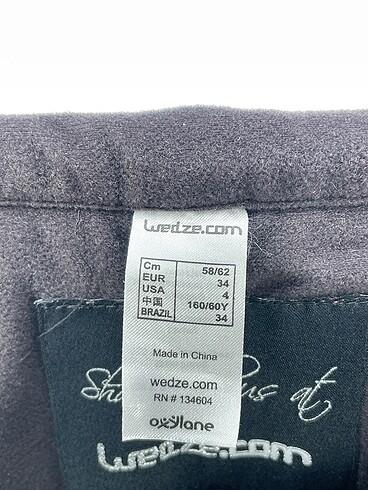 wedze.com
Cm 58/62
EUR 34
USA 4
中国 160/60Y
BRAZIL 34
Made in China
wedze.com
RN # 134604
oxylane
at
wedze.com